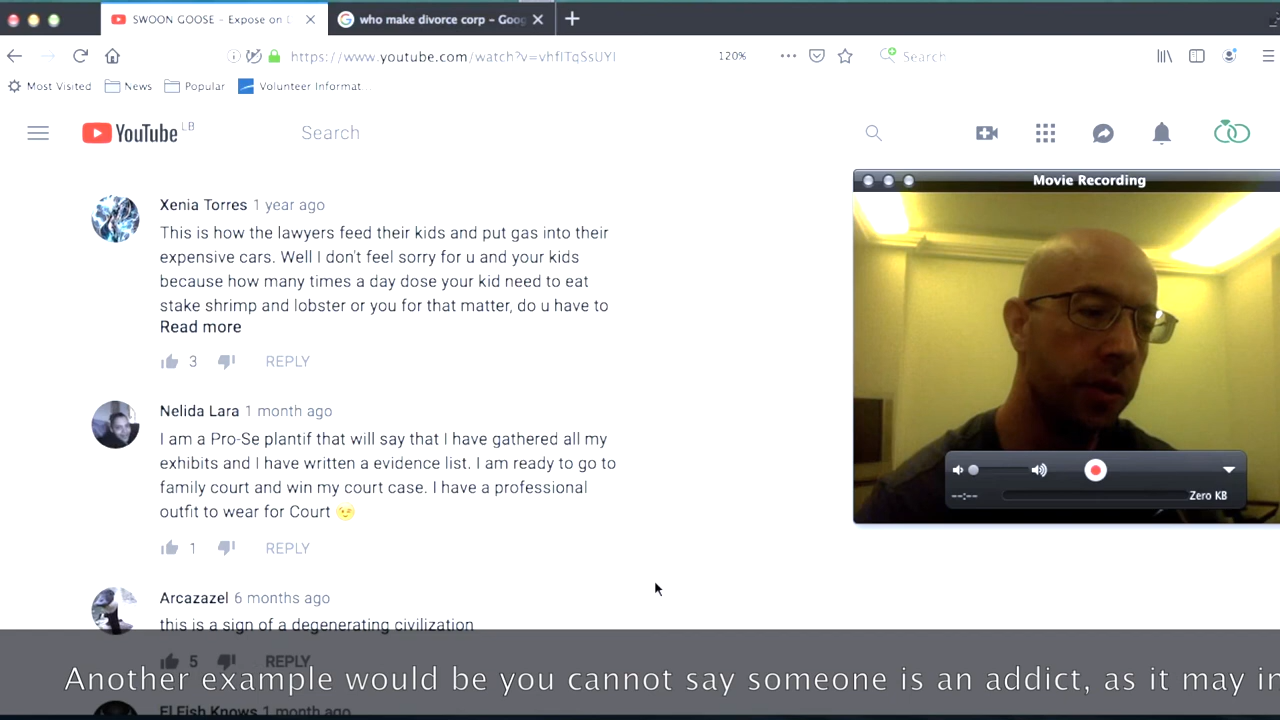 SWOON GOOSE - Expose on
who make divorce corp – Goog
https://www.youtube.com/watch?v=vhfITqSsUYI
120%
Search
Most Visited
News
Popular
Volunteer Informat...
YouTube LB
Search
Movie Recording
Xenia Torres 1 year ago
This is how the lawyers feed their kids and put gas into their
expensive cars. Well I don't feel sorry for u and your kids
because how many times a day dose your kid need to eat
stake shrimp and lobster or you for that matter, do u have to
Read more
3 REPLY
Nelida Lara 1 month ago
I am a Pro-Se plantif that will say that I have gathered all my
exhibits and I have written a evidence list. I am ready to go to
family court and win my court case. I have a professional
outfit to wear for Court
1 REPLY
--:--
Zero KB
Arcazazel 6 months ago
this is a sign of a degenerating civilization
5 REPLY
Another example would be you cannot say someone is an addict, as it may in
El Fish Knows 1 month ago